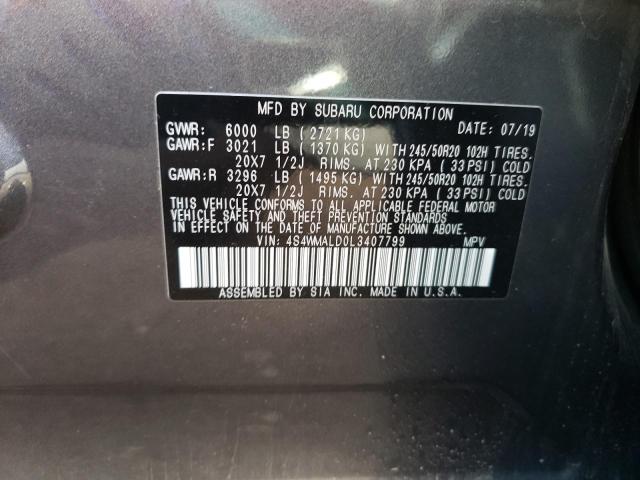 MFD BY SUBARU CORPORATION
GVWR: 6000 LB ( 2721 KG) DATE: 07/19
GAWR:F 3021 LB ( 1370 KG) WITH 245/50R20 102H TIRES.
20X7 1/2J RIMS. AT 230 KPA ( 33 PSI) COLD
GAWR:R 3296 LB ( 1495 KG) WITH 245/50R20 102H TIRES.
20X7 1/2J RIMS. AT 230 KPA ( 33 PSI) COLD
THIS VEHICLE CONFORMS TO ALL APPLICABLE FEDERAL MOTOR
VEHICLE SAFETY AND THEFT PREVENTION STANDARDS
IN EFFECT ON THE DATE OF MANUFACTURE SHOWN ABOVE.
VIN: 4S4WMALD0L3407799 MPV
ASSEMBLED BY SIA INC. MADE IN U.S.A.